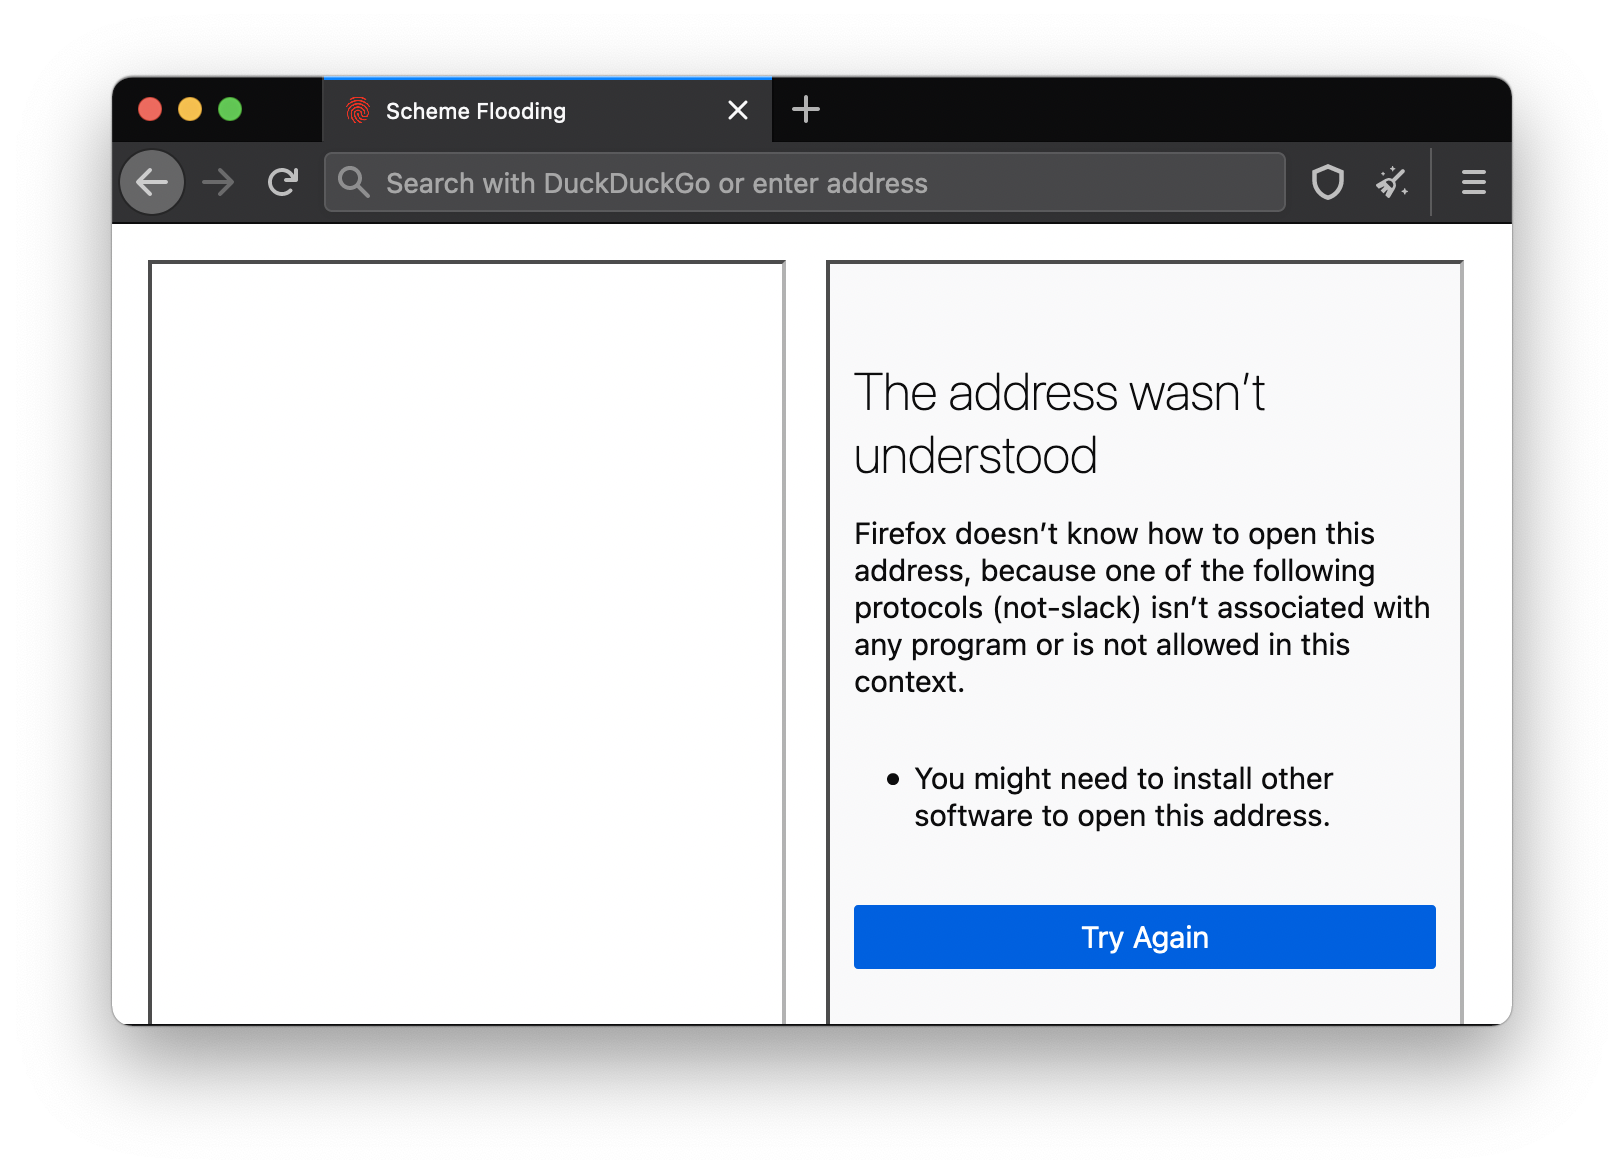 Scheme Flooding
Search with DuckDuckGo or enter address
The address wasn’t
understood
Firefox doesn’t know how to open this
address, because one of the following
protocols (not-slack) isn’t associated with
any program or is not allowed in this
context.
• You might need to install other
software to open this address.
Try Again